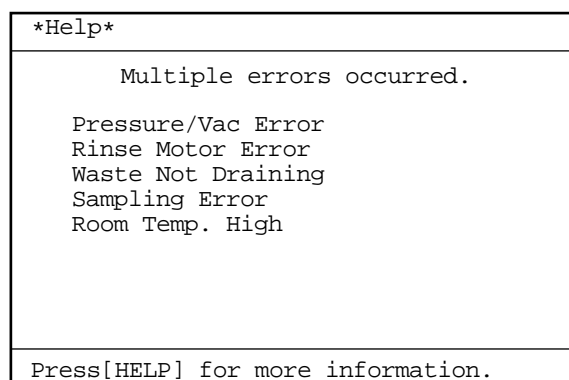 *Help*
Multiple errors occurred.
Pressure/Vac Error
Rinse Motor Error
Waste Not Draining
Sampling Error
Room Temp. High
Press[HELP] for more information.